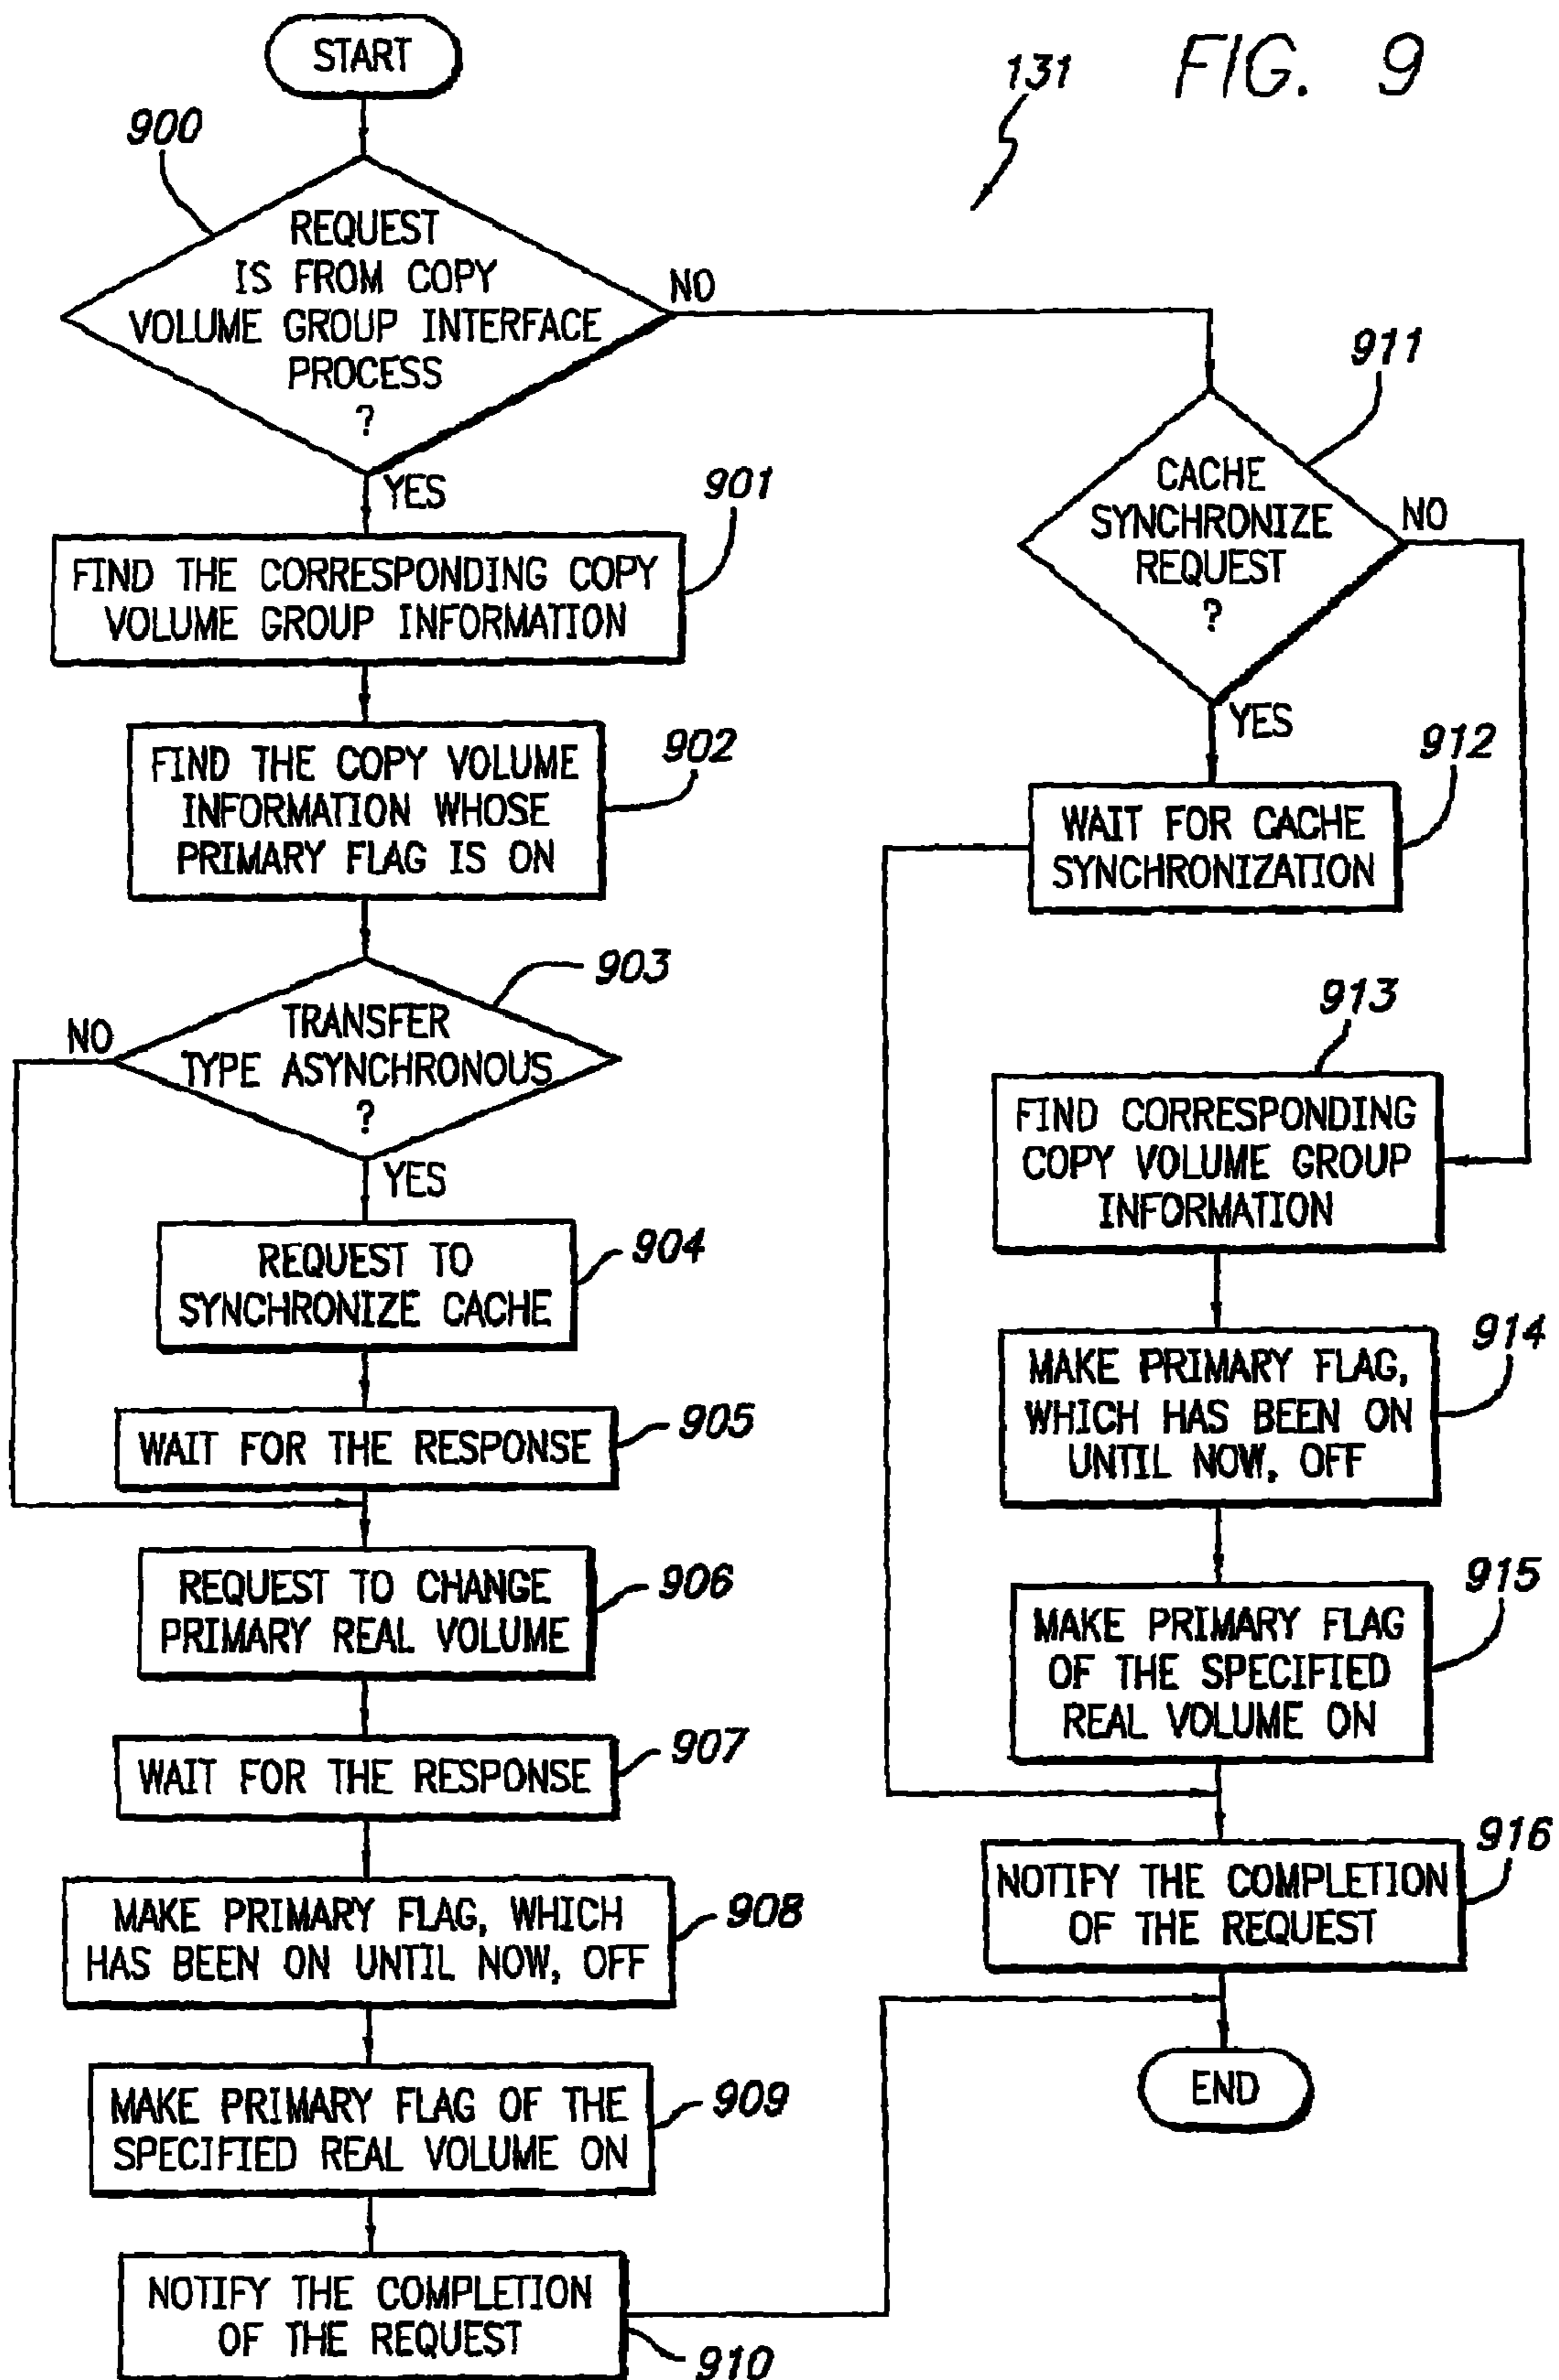 FIG. 9
131
START
900
REQUEST
IS FROM COPY
VOLUME GROUP INTERFACE
PROCESS
?
NO
YES
901
FIND THE CORRESPONDING COPY
VOLUME GROUP INFORMATION
902
FIND THE COPY VOLUME
INFORMATION WHOSE
PRIMARY FLAG IS ON
903
TRANSFER
TYPE ASYNCHRONOUS
?
NO
YES
904
REQUEST TO
SYNCHRONIZE CACHE
905
WAIT FOR THE RESPONSE
906
REQUEST TO CHANGE
PRIMARY REAL VOLUME
907
WAIT FOR THE RESPONSE
908
MAKE PRIMARY FLAG, WHICH
HAS BEEN ON UNTIL NOW, OFF
909
MAKE PRIMARY FLAG OF THE
SPECIFIED REAL VOLUME ON
NOTIFY THE COMPLETION
OF THE REQUEST
910
911
CACHE
SYNCHRONIZE
REQUEST
?
NO
YES
912
WAIT FOR CACHE
SYNCHRONIZATION
913
FIND CORRESPONDING
COPY VOLUME GROUP
INFORMATION
914
MAKE PRIMARY FLAG,
WHICH HAS BEEN ON
UNTIL NOW, OFF
915
MAKE PRIMARY FLAG
OF THE SPECIFIED
REAL VOLUME ON
916
NOTIFY THE COMPLETION
OF THE REQUEST
END